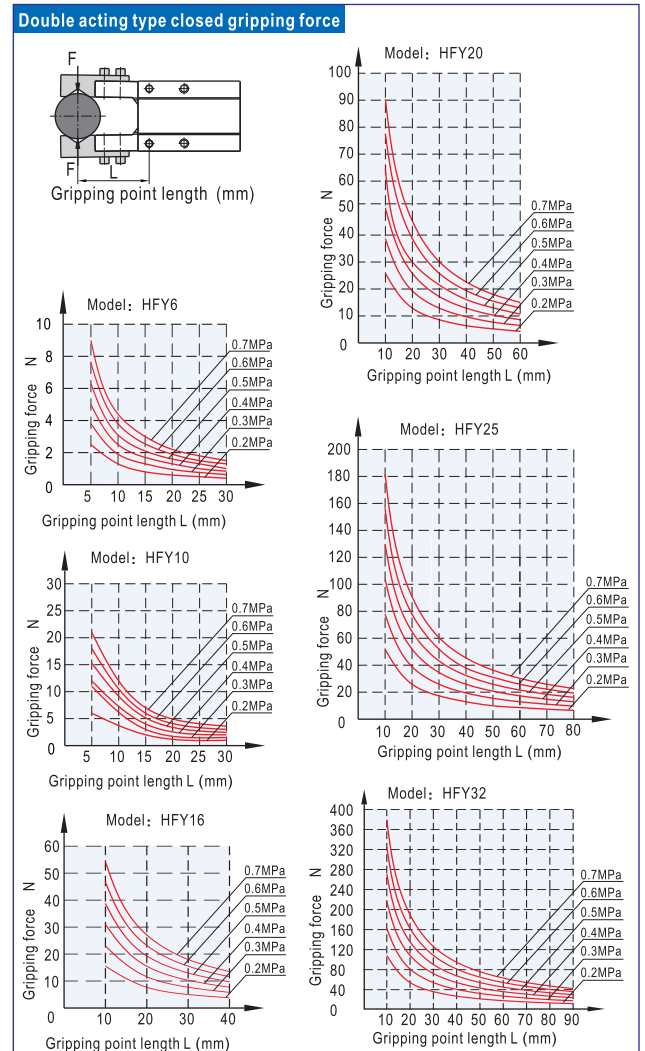 Double acting type closed gripping force
F
F
L
Gripping point length (mm)
Model: HFY6
Gripping force N
10
8
6
4
2
0
5 10 15 20 25 30
0.7MPa
0.6MPa
0.5MPa
0.4MPa
0.3MPa
0.2MPa
Gripping point length L (mm)
Model: HFY10
Gripping force N
30
25
20
15
10
5
0
5 10 15 20 25 30
0.7MPa
0.6MPa
0.5MPa
0.4MPa
0.3MPa
0.2MPa
Gripping point length L (mm)
Model: HFY16
Gripping force N
60
50
40
30
20
10
0
10 20 30 40
0.7MPa
0.6MPa
0.5MPa
0.4MPa
0.3MPa
0.2MPa
Gripping point length L (mm)
Model: HFY20
Gripping force N
100
90
80
70
60
50
40
30
20
10
0
10 20 30 40 50 60
0.7MPa
0.6MPa
0.5MPa
0.4MPa
0.3MPa
0.2MPa
Gripping point length L (mm)
Model: HFY25
Gripping force N
200
180
160
140
120
100
80
60
40
20
0
10 20 30 40 50 60 70 80
0.7MPa
0.6MPa
0.5MPa
0.4MPa
0.3MPa
0.2MPa
Gripping point length L (mm)
Model: HFY32
Gripping force N
400
360
320
280
240
200
160
120
80
40
0
10 20 30 40 50 60 70 80 90
0.7MPa
0.6MPa
0.5MPa
0.4MPa
0.3MPa
0.2MPa
Gripping point length L (mm)